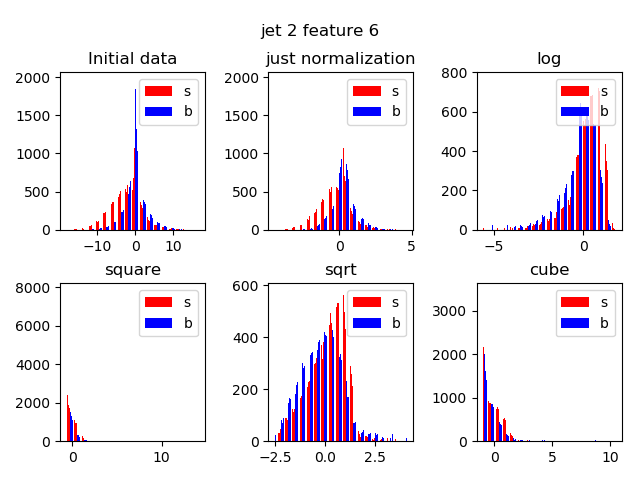 jet 2 feature 6
Initial data
just normalization
log
2000
1500
1000
500
0
−10
0
10
s
b
2000
1500
1000
500
0
0
5
s
b
800
600
400
200
0
−5
0
s
b
square
sqrt
cube
8000
6000
4000
2000
0
0
10
s
b
600
400
200
0
−2.5
0.0
2.5
s
b
3000
2000
1000
0
0
5
10
s
b